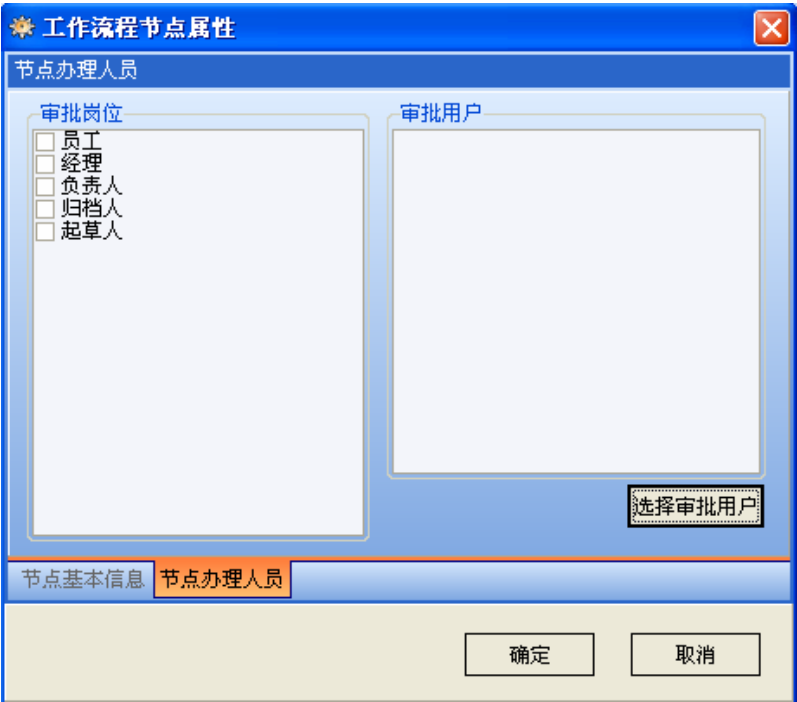 工作流程节点属性
节点办理人员
审批岗位
员工
经理
负责人
归档人
起草人
审批用户
选择审批用户
节点基本信息 节点办理人员
确定 取消